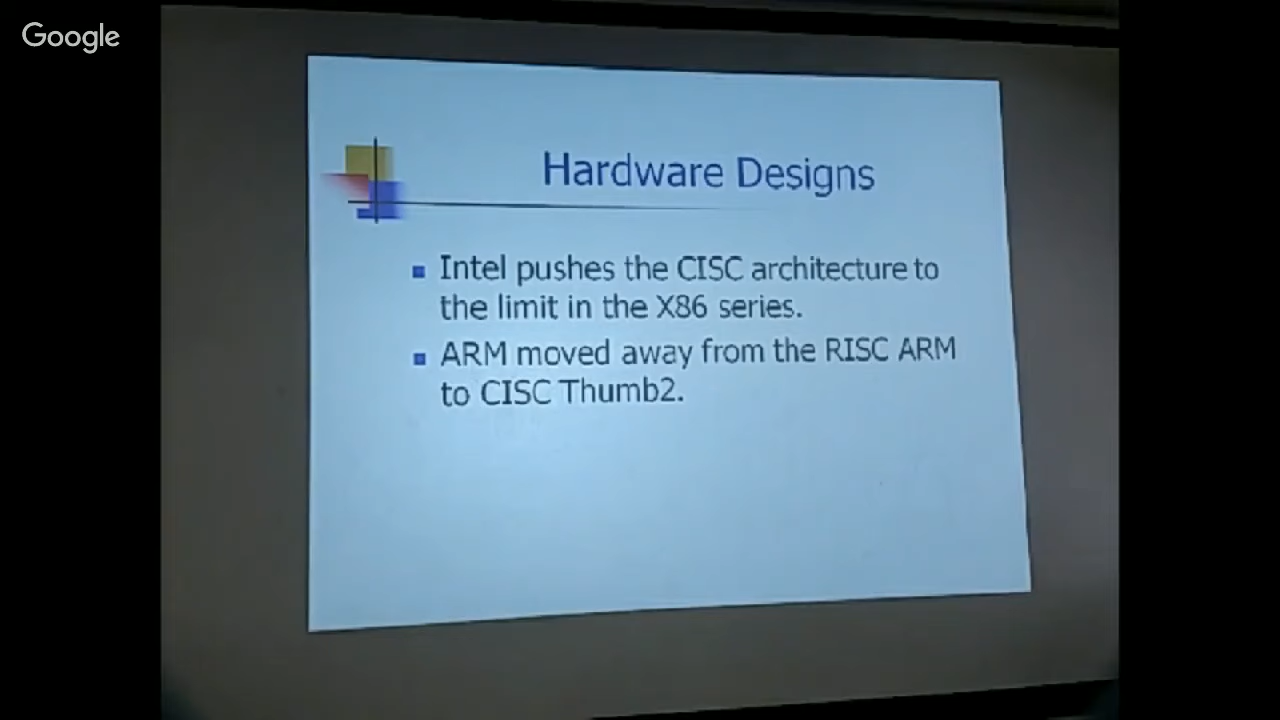 Google
Hardware Designs
Intel pushes the CISC architecture to
the limit in the X86 series.
ARM moved away from the RISC ARM
to CISC Thumb2.